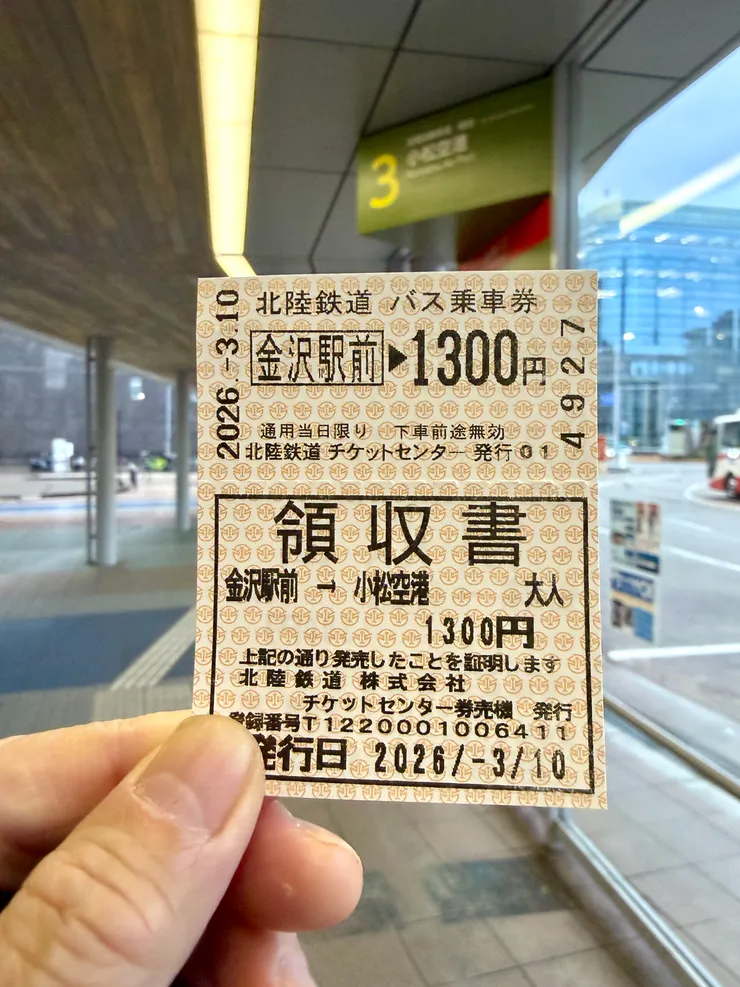 3
小松空港
2026 -3.10
北陸鉄道 バス乗車券
金沢駅前▶1300円
4927
通用当日限り 下車前途無効
北陸鉄道 チケットセンター 発行 01
領収書
金沢駅前 → 小松空港 大人
1300円
上記の通り発売したことを証明します
北陸鉄道 株式会社
チケットセンター券売機 発行
登録番号T1220001006411
発行日 2026/-3/10